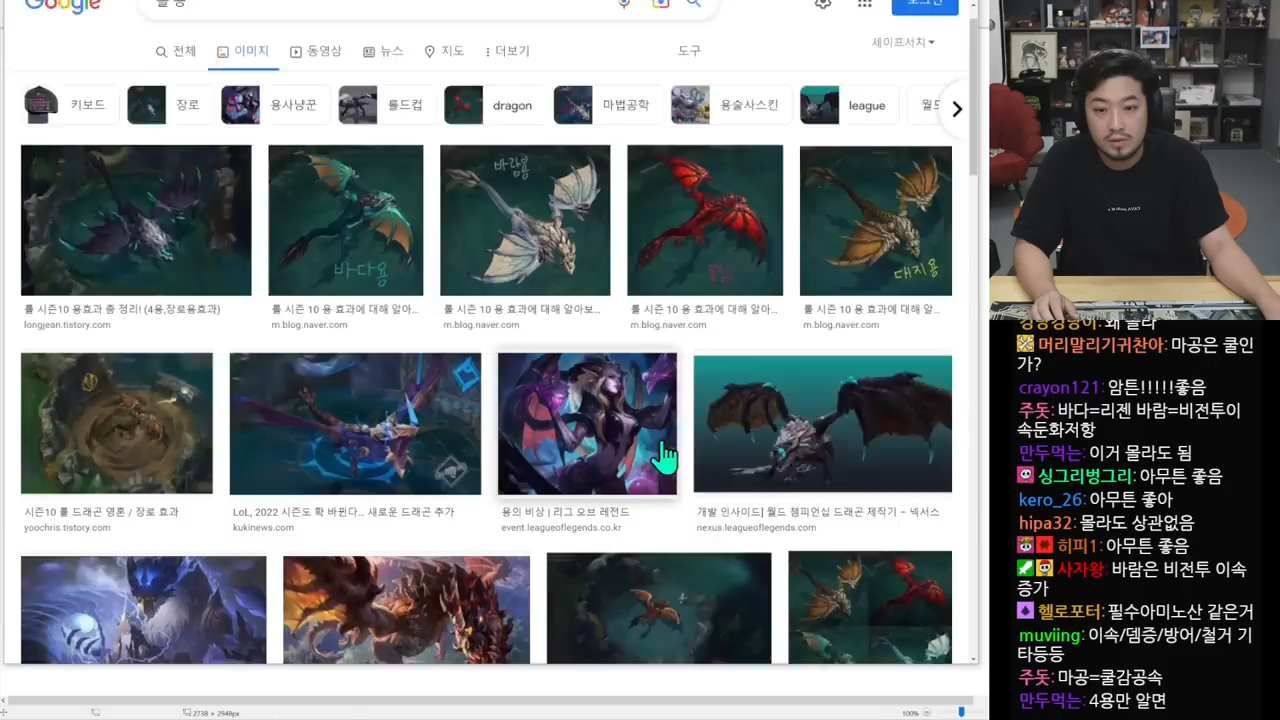 Google
로그인
전체
이미지
동영상
뉴스
지도
더보기
도구
세이프서치
키보드
장로
용사냥꾼
롤드컵
dragon
마법공학
용술사스킨
league
월드
바다용
바람용
대지용
롤 시즌10 용효과 총 정리! (4용,장로용효과)
longjean.tistory.com
롤 시즌 10 용 효과에 대해 알아...
m.blog.naver.com
롤 시즌 10 용 효과에 대해 알아보...
m.blog.naver.com
롤 시즌 10 용 효과에 대해 알아...
m.blog.naver.com
롤 시즌 10 용 효과에 대해 알...
m.blog.naver.com
시즌10 롤 드래곤 영혼 / 장로 효과
yoochris.tistory.com
LoL, 2022 시즌도 확 바뀐다... 새로운 드래곤 추가
kukinews.com
용의 비상 | 리그 오브 레전드
event.leagueoflegends.co.kr
개발 인사이드] 월드 챔피언십 드래곤 제작기 – 넥서스
nexus.leagueoflegends.com
2738 × 2948px
100%
머리말리기귀찬아: 마공은 쿨인
가?
crayon121: 암튼!!!!!좋음
주돗: 바다=리젠 바람=비전투이
속둔화저항
만두먹는: 이거 몰라도 됨
싱그리벙그리: 아무튼 좋음
kero_26: 아무튼 좋아
hipa32: 몰라도 상관없음
히피1: 아무튼 좋음
사자왕: 바람은 비전투 이속
증가
헬로포터: 필수아미노산 같은거
muviing: 이속/뎀증/방어/철거 기
타등등
주돗: 마공=쿨감공속
만두먹는: 4용만 알면